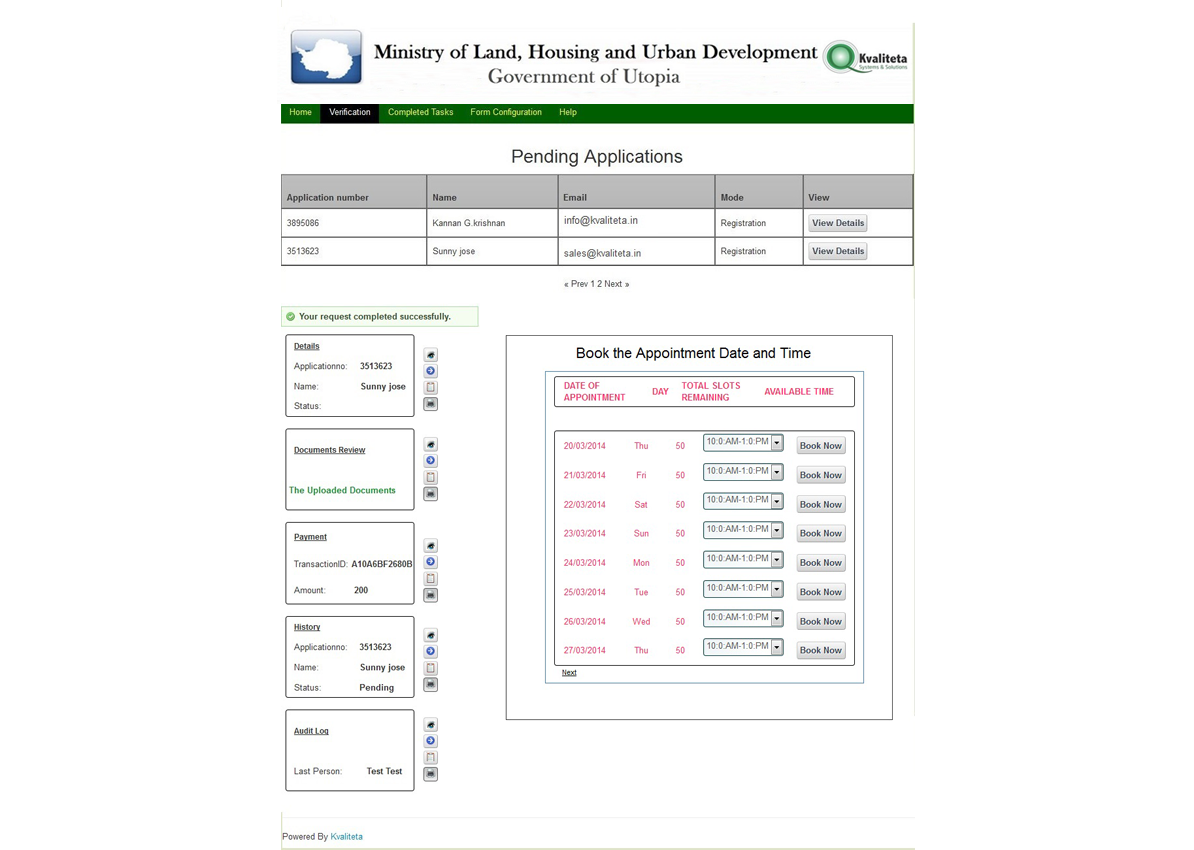 Ministry of Land, Housing and Urban Development
Government of Utopia
Kvaliteta
Systems & Solutions
Home Verification Completed Tasks Form Configuration Help
Pending Applications
Application number Name Email Mode View
3895086 Kannan G.krishnan info@kvaliteta.in Registration View Details
3513623 Sunny jose sales@kvaliteta.in Registration View Details
« Prev 1 2 Next »
Your request completed successfully.
Details
Applicationno: 3513623
Name: Sunny jose
Status:
Documents Review
The Uploaded Documents
Payment
TransactionID: A10A6BF2680B
Amount: 200
History
Applicationno: 3513623
Name: Sunny jose
Status: Pending
Audit Log
Last Person: Test Test
Book the Appointment Date and Time
DATE OF APPOINTMENT DAY TOTAL SLOTS REMAINING AVAILABLE TIME
20/03/2014 Thu 50 10:0:AM-1:0:PM Book Now
21/03/2014 Fri 50 10:0:AM-1:0:PM Book Now
22/03/2014 Sat 50 10:0:AM-1:0:PM Book Now
23/03/2014 Sun 50 10:0:AM-1:0:PM Book Now
24/03/2014 Mon 50 10:0:AM-1:0:PM Book Now
25/03/2014 Tue 50 10:0:AM-1:0:PM Book Now
26/03/2014 Wed 50 10:0:AM-1:0:PM Book Now
27/03/2014 Thu 50 10:0:AM-1:0:PM Book Now
Next
Powered By Kvaliteta